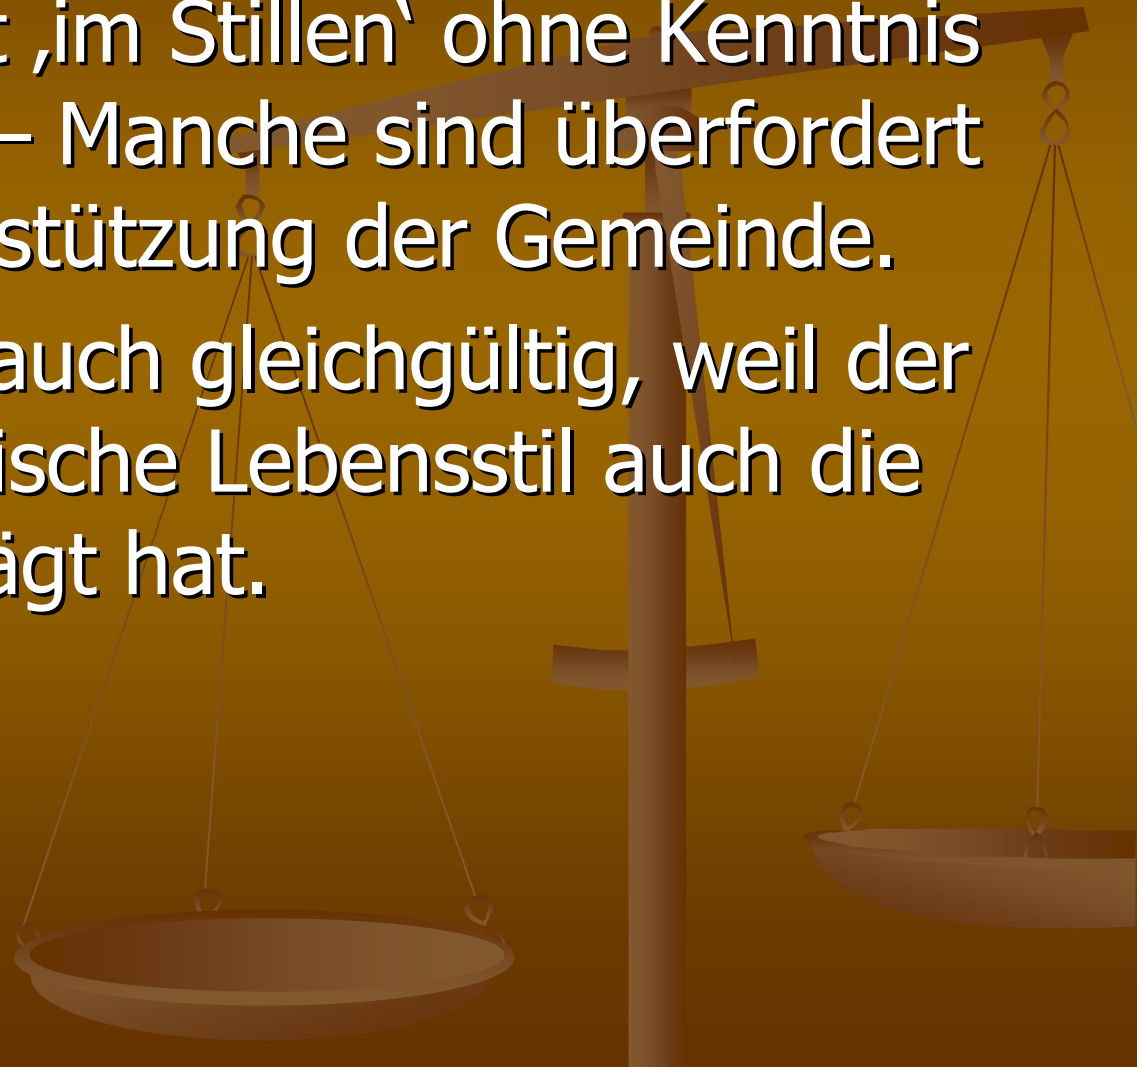 t ‚im Stillen‘ ohne Kenntnis
– Manche sind überfordert
stützung der Gemeinde.
auch gleichgültig, weil der
ische Lebensstil auch die
ägt hat.